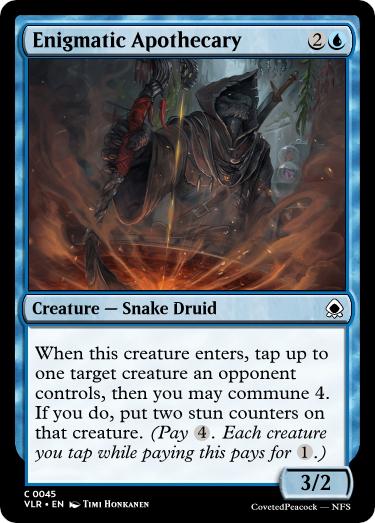 Enigmatic Apothecary 2
Creature — Snake Druid
When this creature enters, tap up to
one target creature an opponent
controls, then you may commune 4.
If you do, put two stun counters on
that creature. (Pay 4. Each creature
you tap while paying this pays for 1.)
3/2
C 0045
VLR • EN Timi Honkanen
CovetedPeacock — NFS